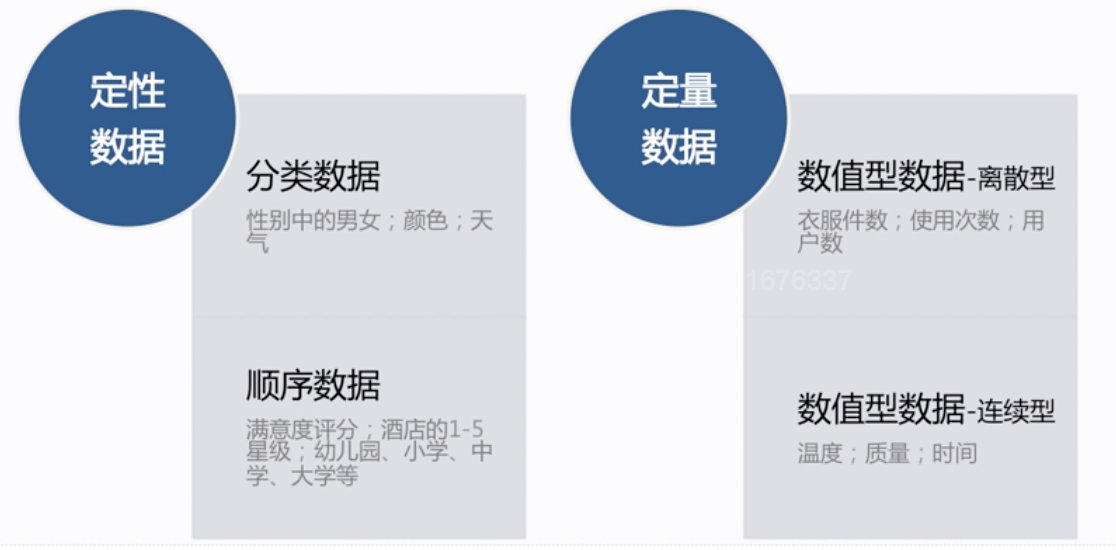 定性
数据
分类数据
性别中的男女；颜色；天
气
顺序数据
满意度评分；酒店的1-5
星级；幼儿园、小学、中
学、大学等
定量
数据
数值型数据-离散型
衣服件数；使用次数；用
户数
1676337
数值型数据-连续型
温度；质量；时间